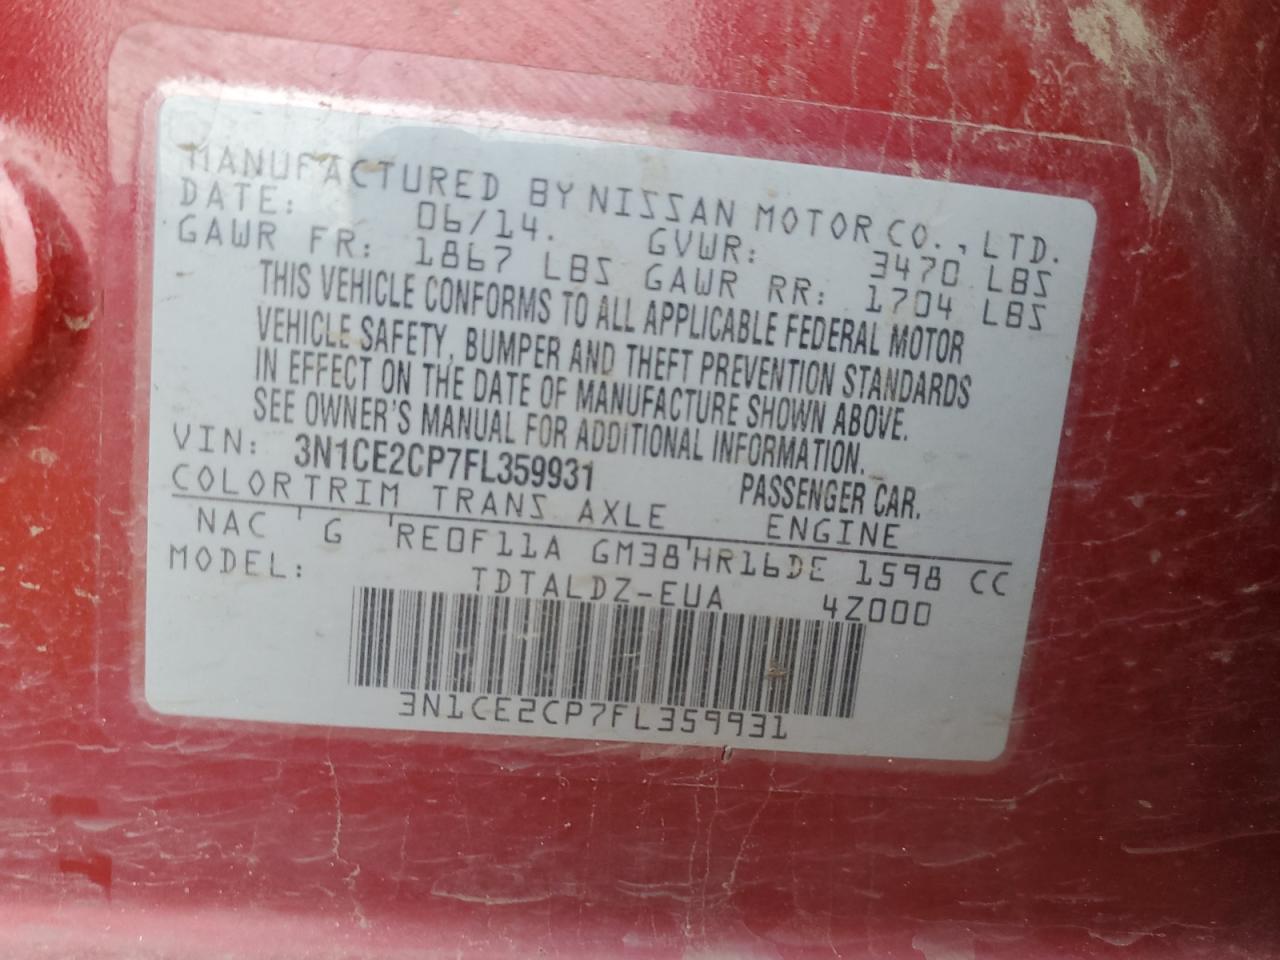 MANUFACTURED BY NISSAN MOTOR CO., LTD.
DATE: 06/14. GVWR: 3470 LBS
GAWR FR: 1867 LBS GAWR RR: 1704 LBS
THIS VEHICLE CONFORMS TO ALL APPLICABLE FEDERAL MOTOR
VEHICLE SAFETY, BUMPER AND THEFT PREVENTION STANDARDS
IN EFFECT ON THE DATE OF MANUFACTURE SHOWN ABOVE.
SEE OWNER'S MANUAL FOR ADDITIONAL INFORMATION.
VIN: 3N1CE2CP7FL359931 PASSENGER CAR.
COLOR TRIM TRANS AXLE ENGINE
NAC G RE0F11A GM38 HR16DE 1598 CC
MODEL: TDTALDZ-EUA 4Z000
3N1CE2CP7FL359931